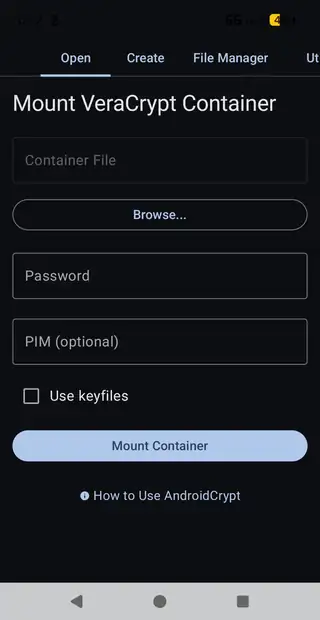 Open Create File Manager Ut
Mount VeraCrypt Container
Container File
Browse...
Password
PIM (optional)
Use keyfiles
Mount Container
How to Use AndroidCrypt